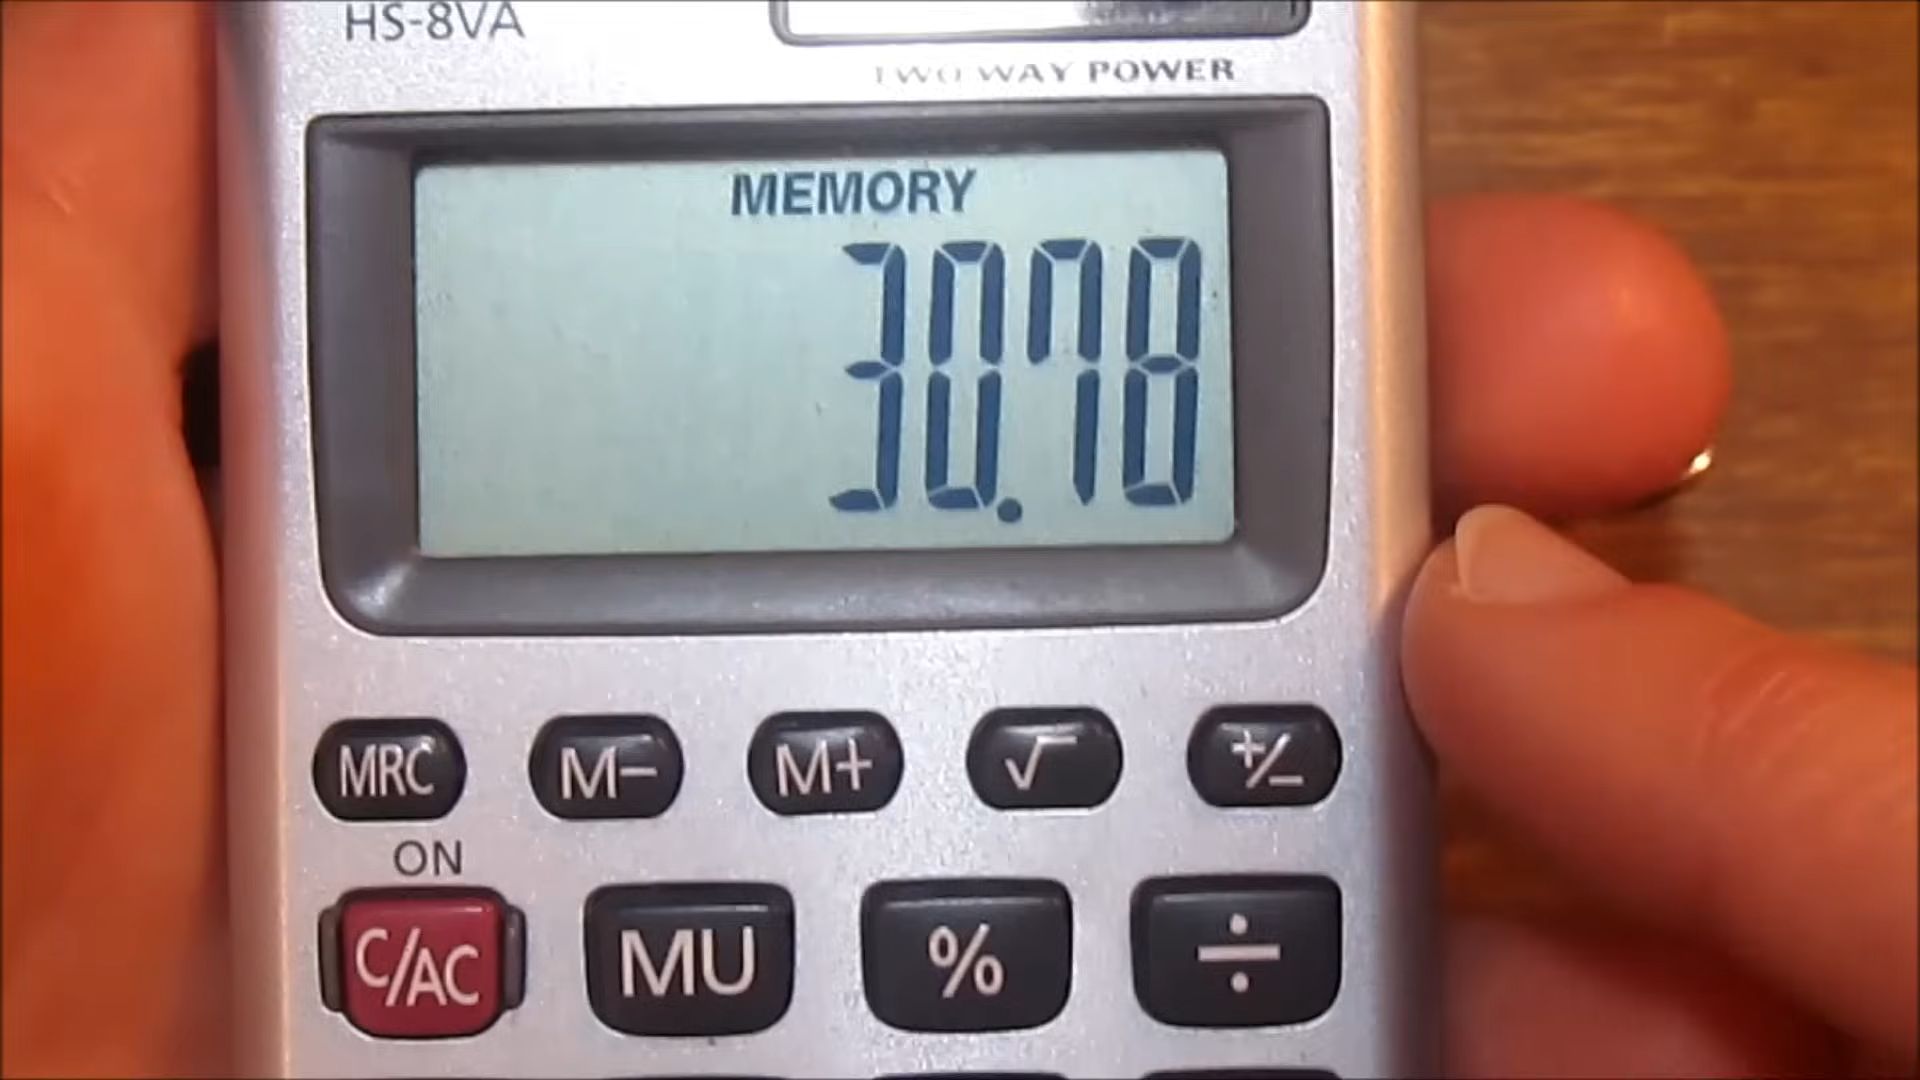 HS-8VA
TWO WAY POWER
MEMORY
30.78
MRC M− M+ √ +/−
ON
C/AC MU % ÷